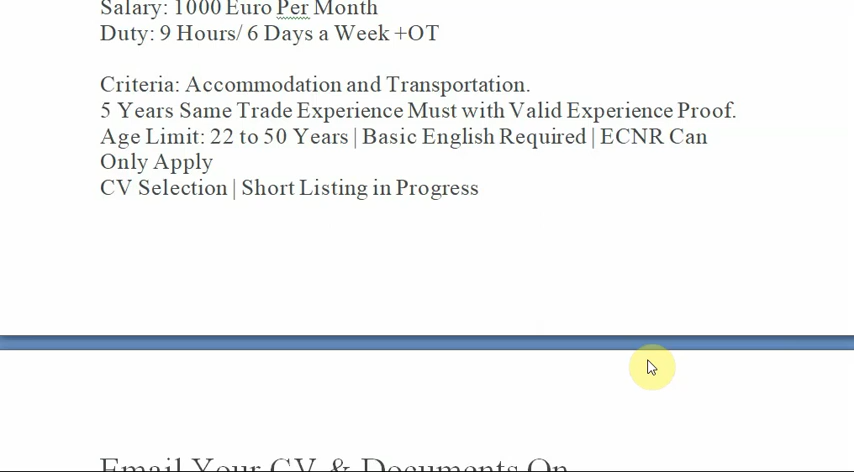 Salary: 1000 Euro Per Month
Duty: 9 Hours/ 6 Days a Week +OT
Criteria: Accommodation and Transportation.
5 Years Same Trade Experience Must with Valid Experience Proof.
Age Limit: 22 to 50 Years | Basic English Required | ECNR Can
Only Apply
CV Selection | Short Listing in Progress
Email Your CV & Documents On